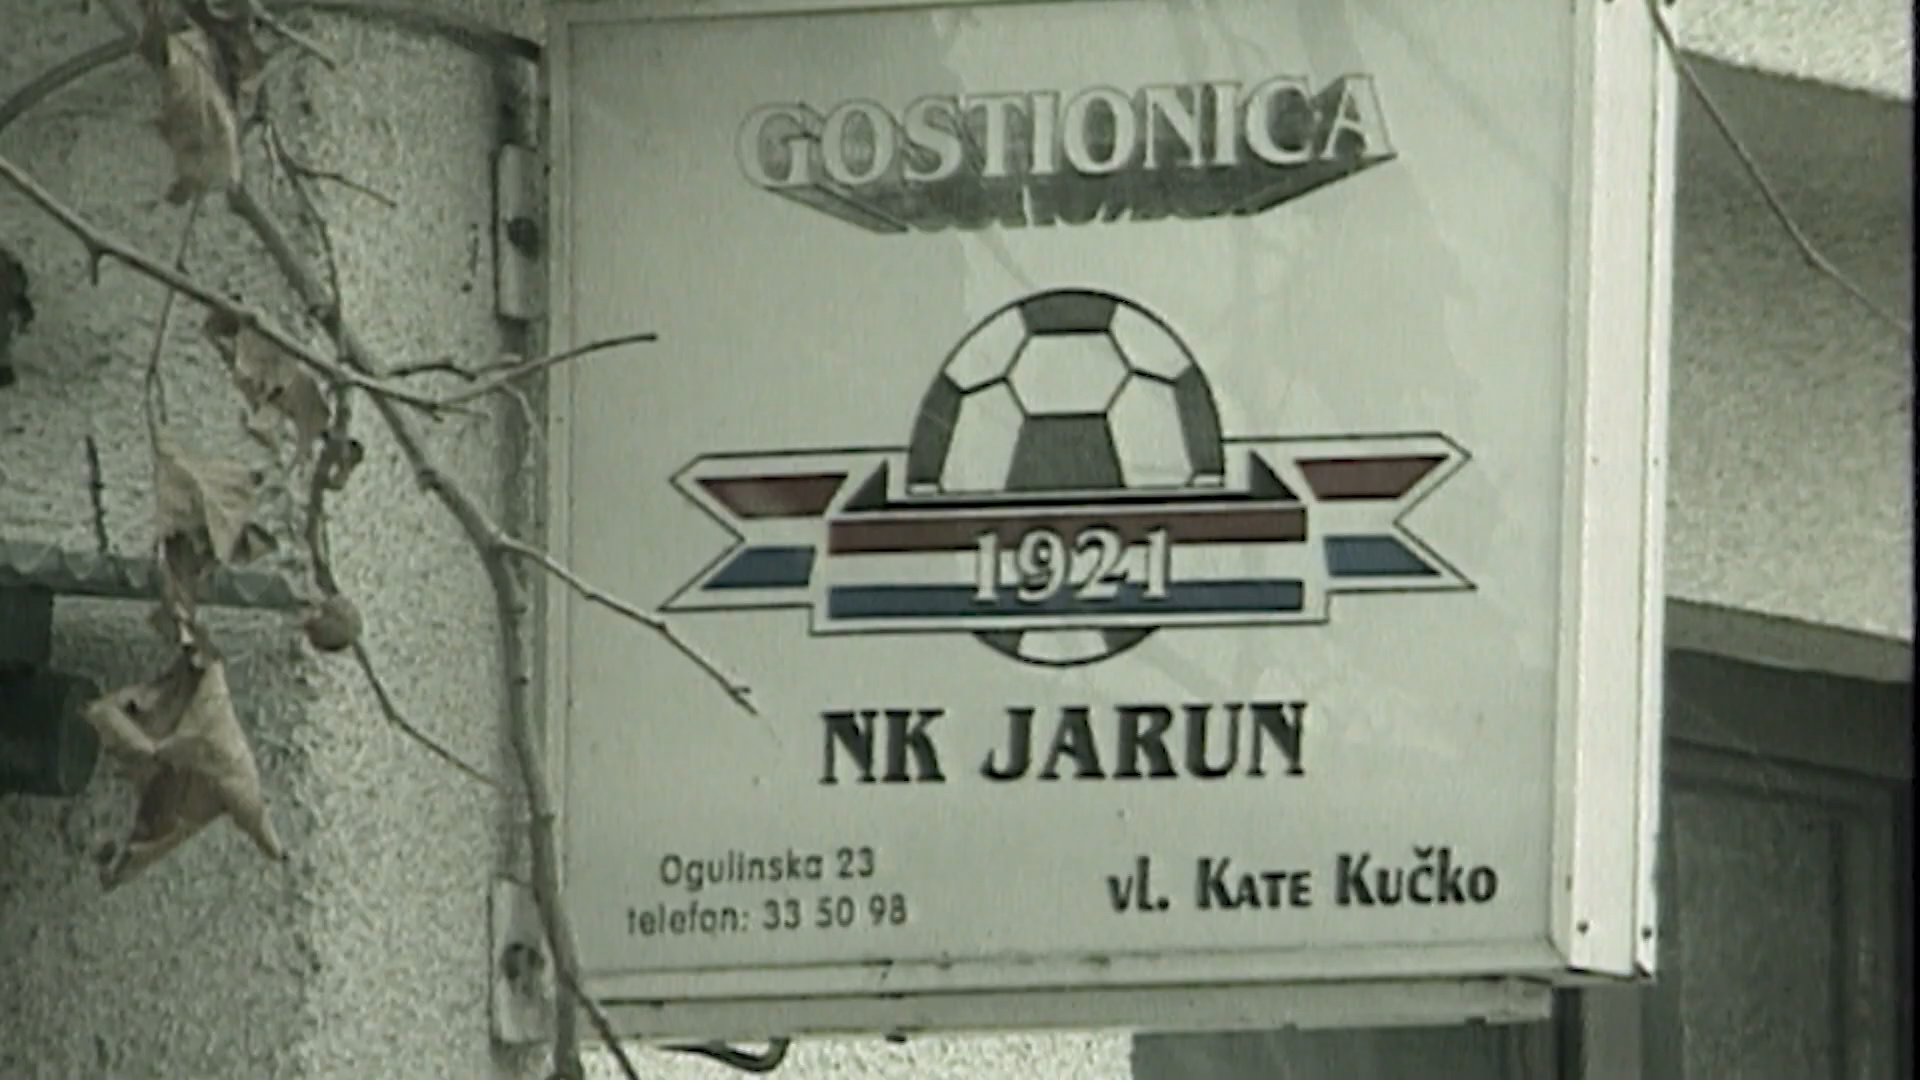 GOSTIONICA
1921
NK JARUN
Ogulinska 23
telefon: 33 50 98
vl. KATE KUČKO